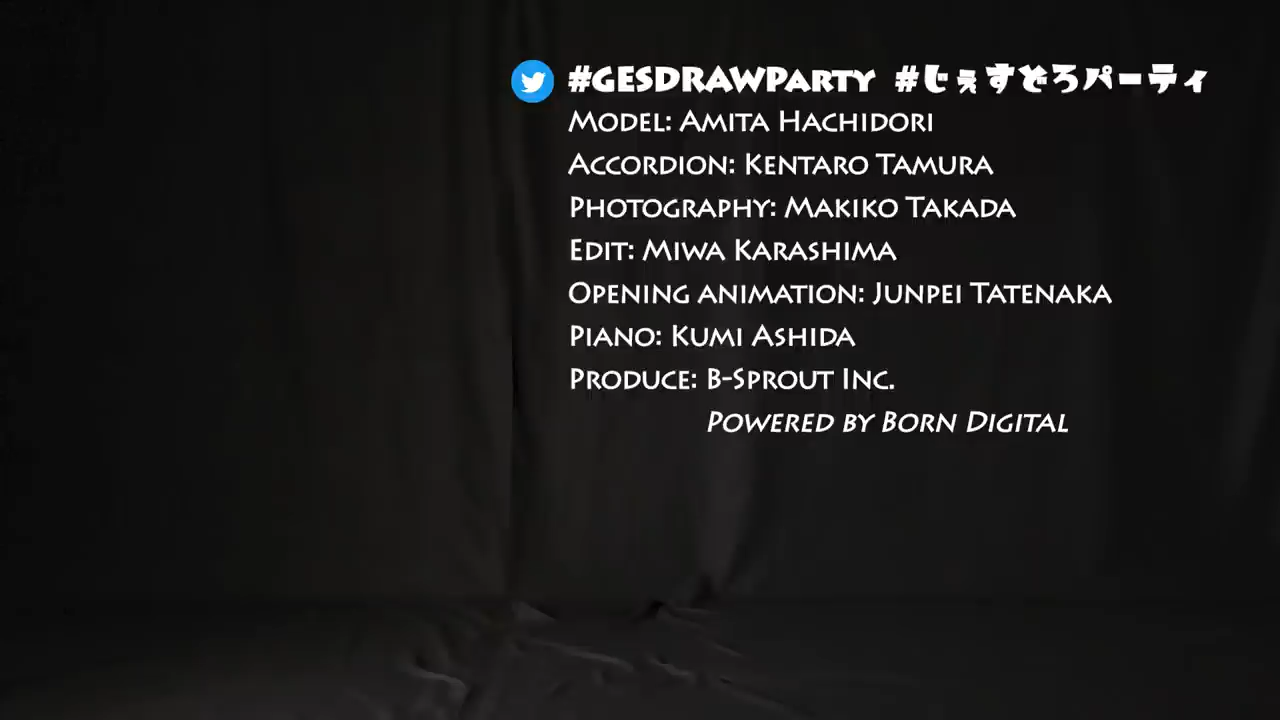 #GESDRAWPARTY #じぇすどろパーティ
MODEL: AMITA HACHIDORI
ACCORDION: KENTARO TAMURA
PHOTOGRAPHY: MAKIKO TAKADA
EDIT: MIWA KARASHIMA
OPENING ANIMATION: JUNPEI TATENAKA
PIANO: KUMI ASHIDA
PRODUCE: B-SPROUT INC.
POWERED BY BORN DIGITAL